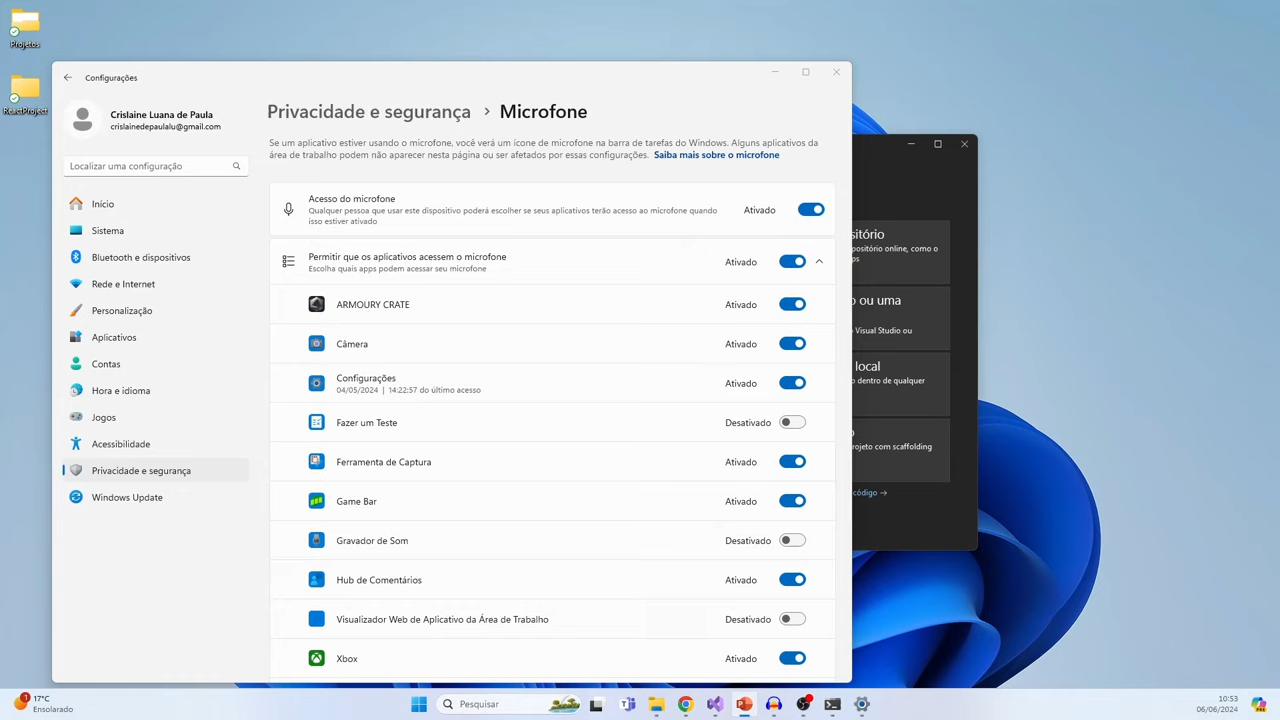 Projetos
ReactProject
Configurações
Crislaine Luana de Paula
crislainedepaulalu@gmail.com
Localizar uma configuração
Início
Sistema
Bluetooth e dispositivos
Rede e Internet
Personalização
Aplicativos
Contas
Hora e idioma
Jogos
Acessibilidade
Privacidade e segurança
Windows Update
Privacidade e segurança › Microfone
Se um aplicativo estiver usando o microfone, você verá um ícone de microfone na barra de tarefas do Windows. Alguns aplicativos da
área de trabalho podem não aparecer nesta página ou ser afetados por essas configurações. Saiba mais sobre o microfone
Acesso do microfone
Qualquer pessoa que usar este dispositivo poderá escolher se seus aplicativos terão acesso ao microfone quando
isso estiver ativado
Ativado
Permitir que os aplicativos acessem o microfone
Escolha quais apps podem acessar seu microfone
Ativado
ARMOURY CRATE Ativado
Câmera Ativado
Configurações
04/05/2024 | 14:22:57 do último acesso
Ativado
Fazer um Teste Desativado
Ferramenta de Captura Ativado
Game Bar Ativado
Gravador de Som Desativado
Hub de Comentários Ativado
Visualizador Web de Aplicativo da Área de Trabalho Desativado
Xbox Ativado
sitório
positório online, como o
ps
o ou uma
Visual Studio ou
local
o dentro de qualquer
o
rojeto com scaffolding
código →
1
17°C
Ensolarado
Pesquisar
10:53
06/06/2024